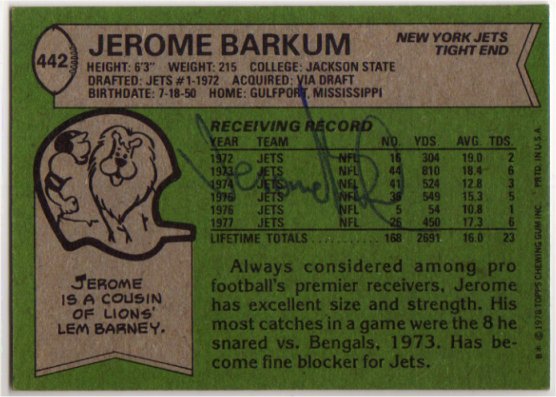 442
JEROME BARKUM
NEW YORK JETS
TIGHT END
HEIGHT: 6'3" WEIGHT: 215 COLLEGE: JACKSON STATE
DRAFTED: JETS #1-1972 ACQUIRED: VIA DRAFT
BIRTHDATE: 7-18-50 HOME: GULFPORT, MISSISSIPPI
RECEIVING RECORD
YEAR TEAM NO. YDS AVG TDS.
1972 JETS NFL 16 304 19.0 2
1973 JETS NFL 44 810 18.4 6
1974 JETS NFL 41 524 12.8 3
1975 JETS NFL 36 549 15.3 5
1976 JETS NFL 5 54 10.8 1
1977 JETS NFL 26 450 17.3 6
LIFETIME TOTALS 168 2691 16.0 23
JEROME
IS A COUSIN
OF LIONS'
LEM BARNEY.
Always considered among pro
football's premier receivers, Jerome
has excellent size and strength. His
most catches in a game were the 8 he
snared vs. Bengals, 1973. Has be-
come fine blocker for Jets.
© 1978 TOPPS CHEWING GUM INC. PRTD. IN U.S.A.